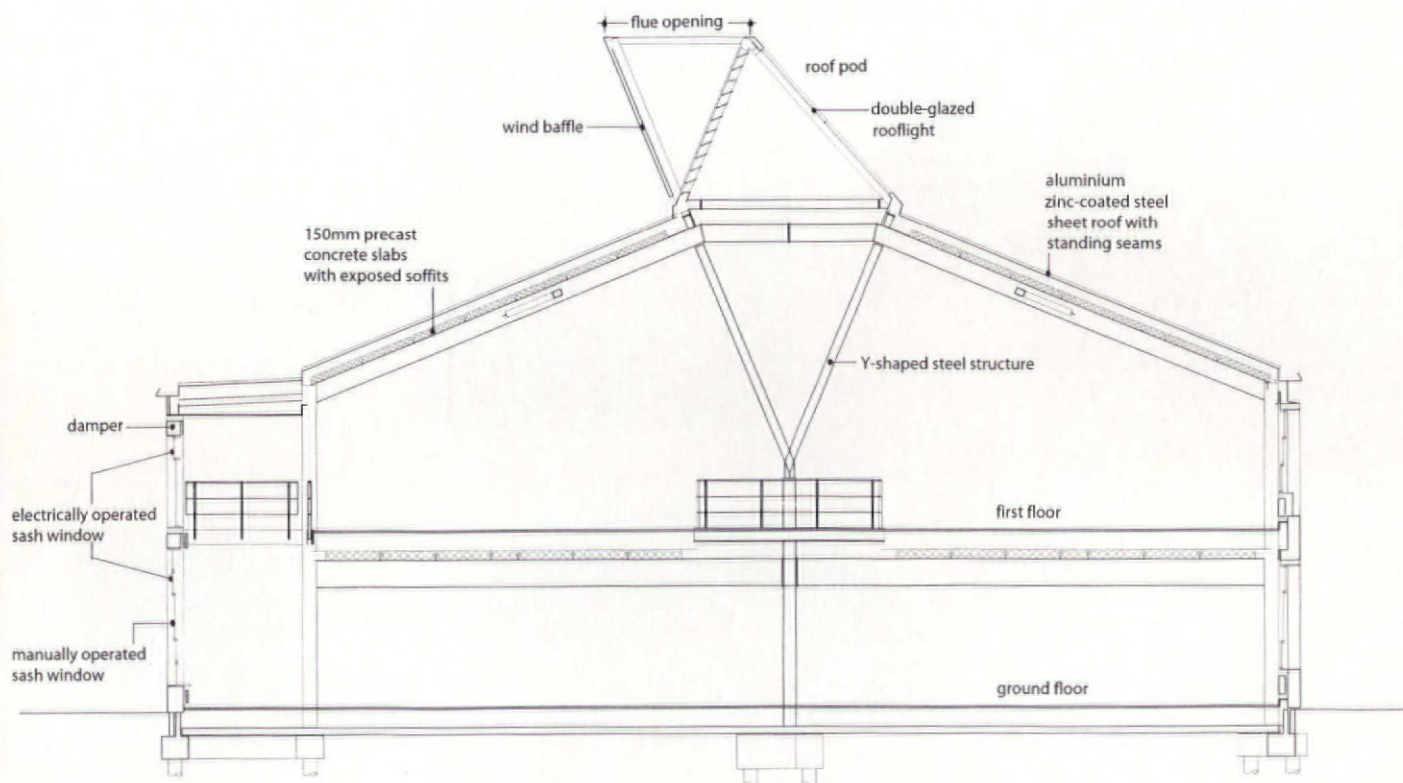 flue opening
roof pod
double-glazed
rooflight
wind baffle
aluminium
zinc-coated steel
sheet roof with
standing seams
150mm precast
concrete slabs
with exposed soffits
Y-shaped steel structure
damper
electrically operated
sash window
first floor
manually operated
sash window
ground floor